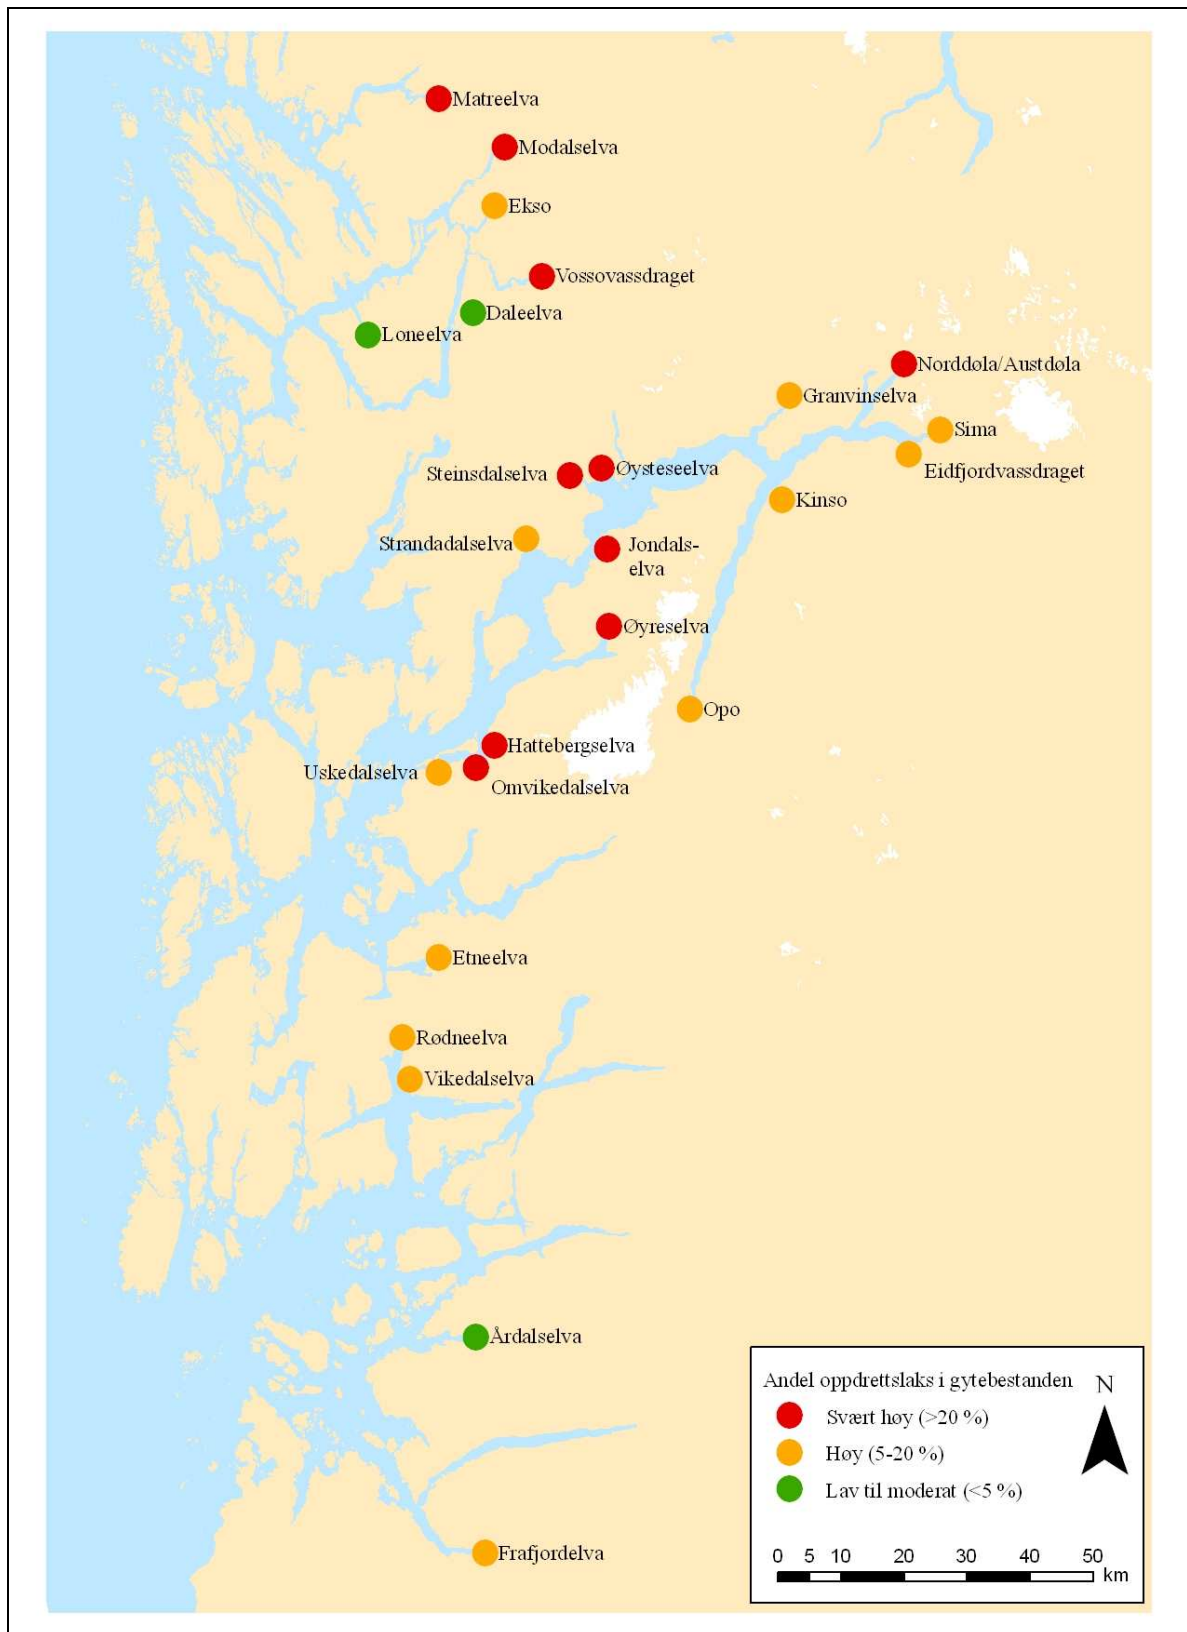 Matreelva
Modalselva
Ekso
Vossovassdraget
Daleelva
Loneelva
Norddøla/Austdøla
Granvinselva
Sima
Eidfjordvassdraget
Øysteseelva
Steinsdalselva
Kinso
Strandadalselva
Jondals-
elva
Øyreselva
Opo
Hattebergselva
Uskedalselva
Omvikedalselva
Etneelva
Rødneelva
Vikedalselva
Årdalselva
Frafjordelva
Andel oppdrettslaks i gytebestanden
N
Svært høy (>20 %)
Høy (5-20 %)
Lav til moderat (<5 %)
0 5 10 20 30 40 50
km